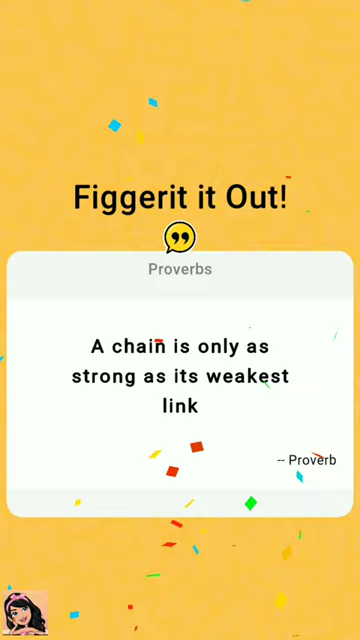 Figgerit it Out!
Proverbs
A chain is only as
strong as its weakest
link
-- Proverb